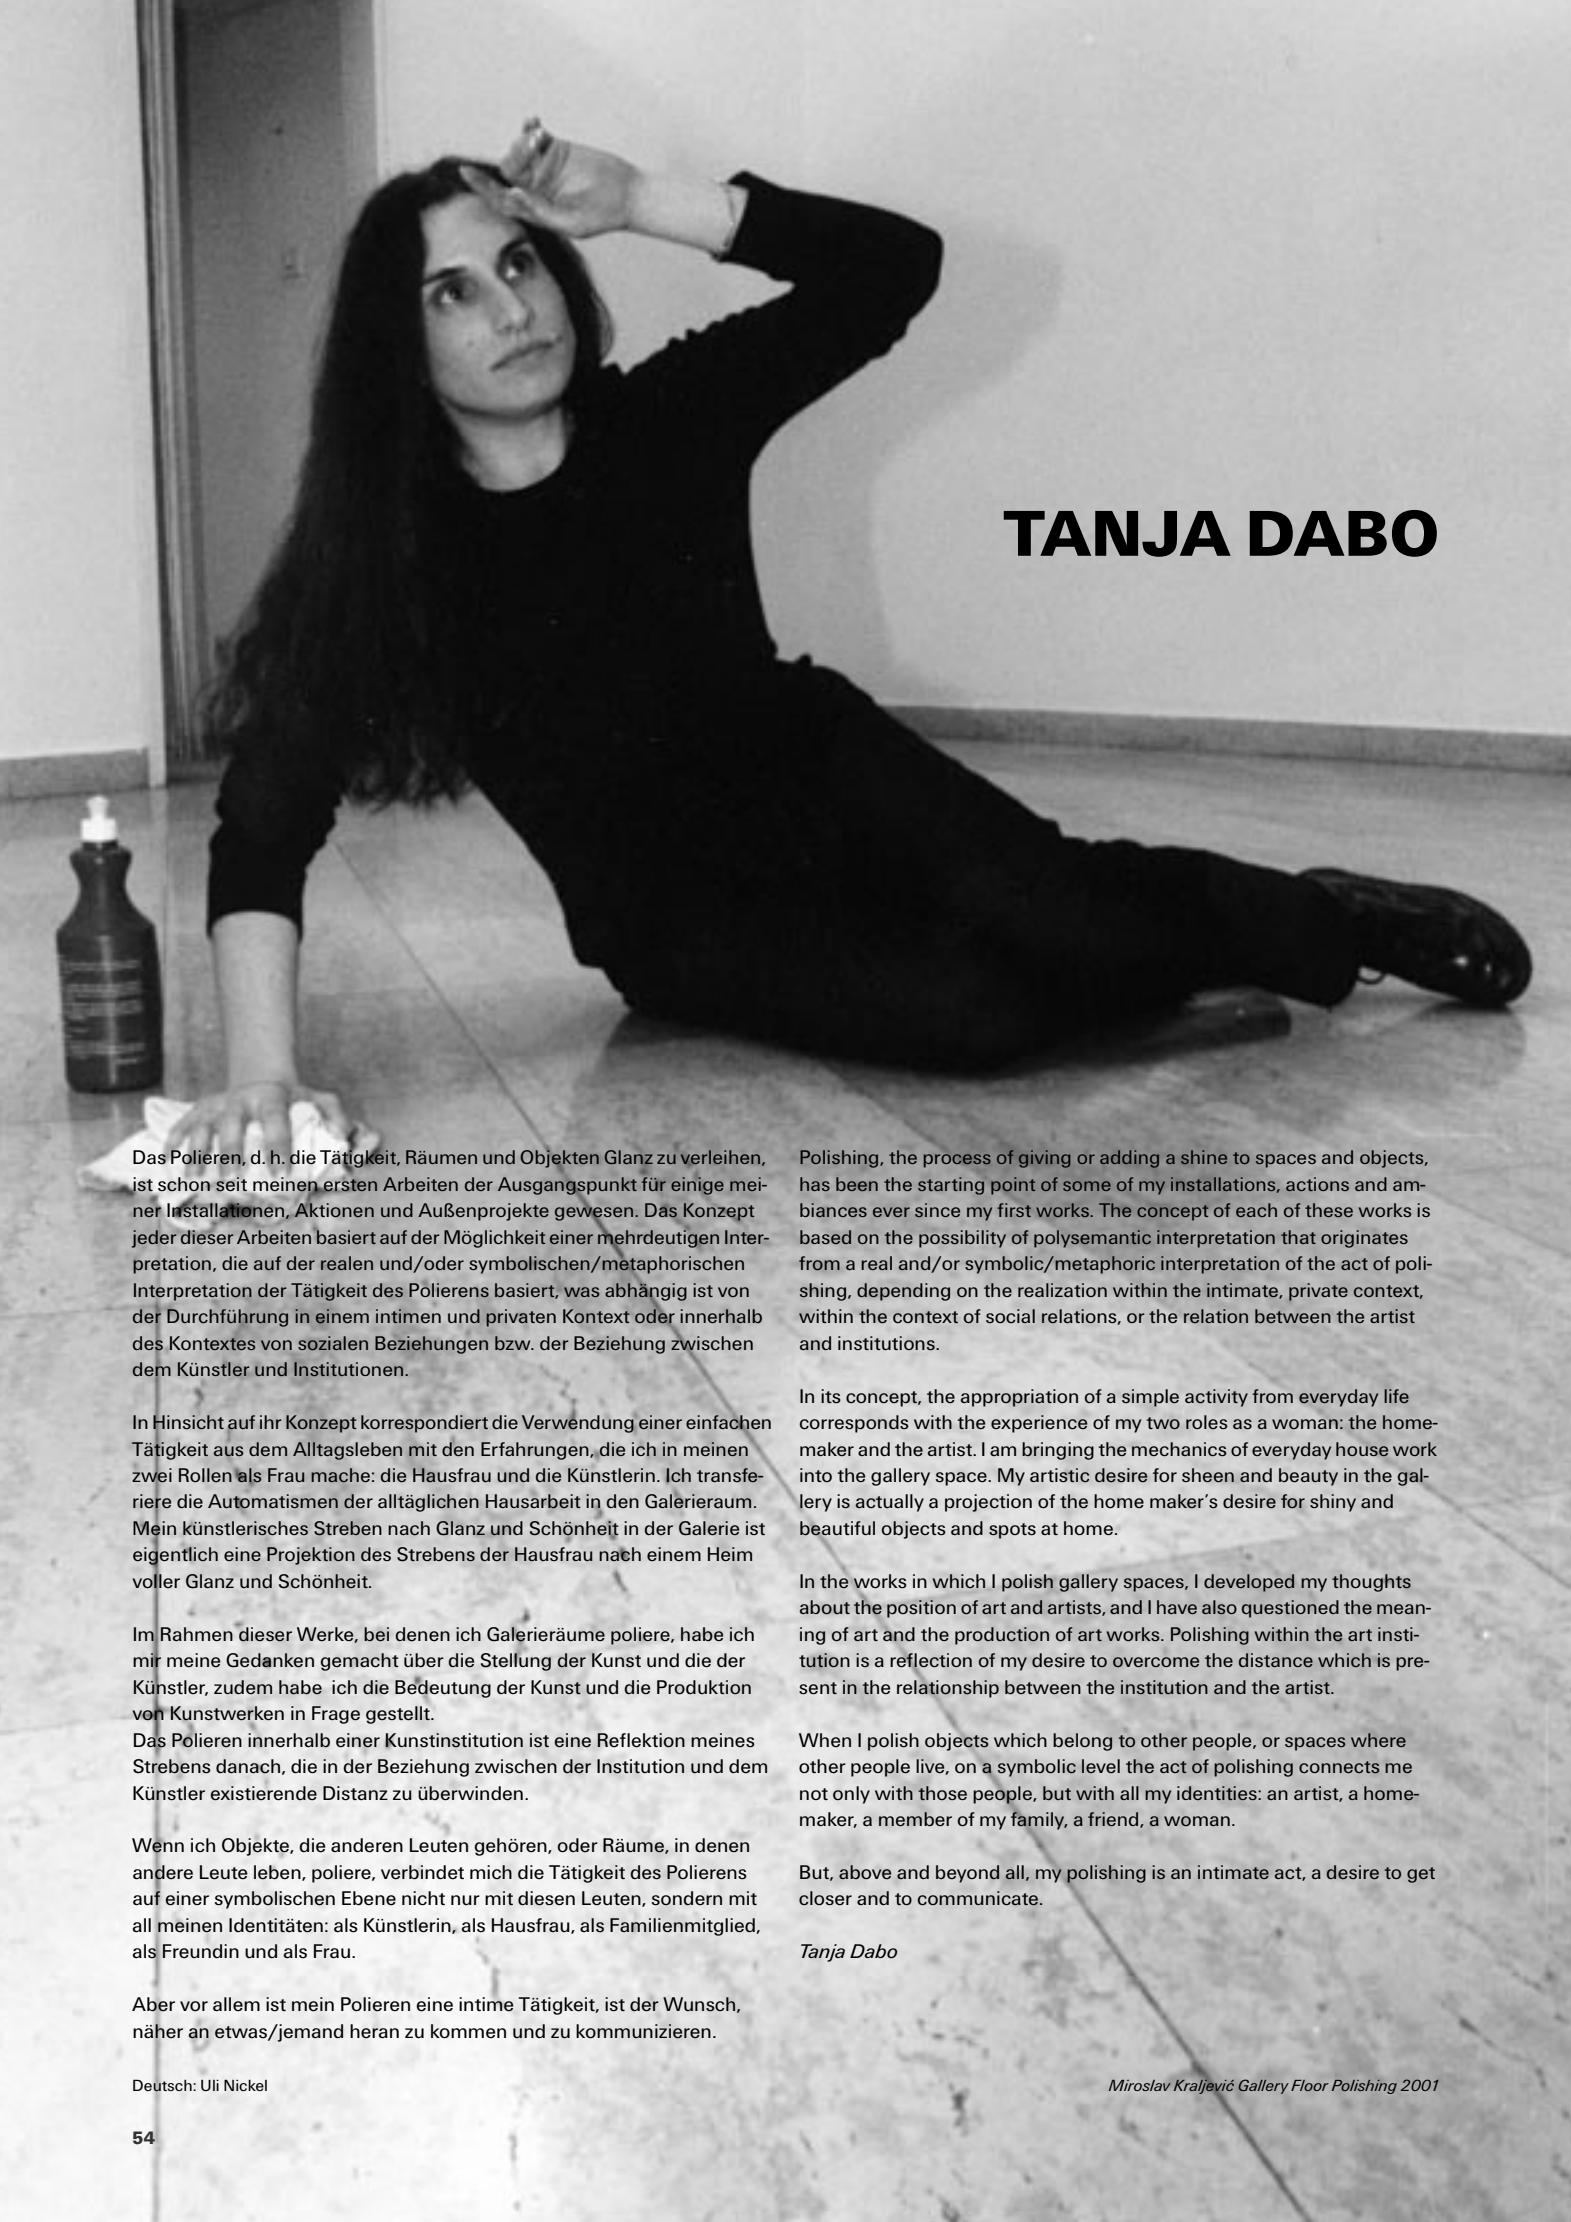 TANJA DABO
Das Polieren, d. h. die Tätigkeit, Räumen und Objekten Glanz zu verleihen,
ist schon seit meinen ersten Arbeiten der Ausgangspunkt für einige mei-
ner Installationen, Aktionen und Außenprojekte gewesen. Das Konzept
jeder dieser Arbeiten basiert auf der Möglichkeit einer mehrdeutigen Inter-
pretation, die auf der realen und/oder symbolischen/metaphorischen
Interpretation der Tätigkeit des Polierens basiert, was abhängig ist von
der Durchführung in einem intimen und privaten Kontext oder innerhalb
des Kontextes von sozialen Beziehungen bzw. der Beziehung zwischen
dem Künstler und Institutionen.
In Hinsicht auf ihr Konzept korrespondiert die Verwendung einer einfachen
Tätigkeit aus dem Alltagsleben mit den Erfahrungen, die ich in meinen
zwei Rollen als Frau mache: die Hausfrau und die Künstlerin. Ich transfe-
riere die Automatismen der alltäglichen Hausarbeit in den Galerieraum.
Mein künstlerisches Streben nach Glanz und Schönheit in der Galerie ist
eigentlich eine Projektion des Strebens der Hausfrau nach einem Heim
voller Glanz und Schönheit.
Im Rahmen dieser Werke, bei denen ich Galerieräume poliere, habe ich
mir meine Gedanken gemacht über die Stellung der Kunst und die der
Künstler, zudem habe ich die Bedeutung der Kunst und die Produktion
von Kunstwerken in Frage gestellt.
Das Polieren innerhalb einer Kunstinstitution ist eine Reflektion meines
Strebens danach, die in der Beziehung zwischen der Institution und dem
Künstler existierende Distanz zu überwinden.
Wenn ich Objekte, die anderen Leuten gehören, oder Räume, in denen
andere Leute leben, poliere, verbindet mich die Tätigkeit des Polierens
auf einer symbolischen Ebene nicht nur mit diesen Leuten, sondern mit
all meinen Identitäten: als Künstlerin, als Hausfrau, als Familienmitglied,
als Freundin und als Frau.
Aber vor allem ist mein Polieren eine intime Tätigkeit, ist der Wunsch,
näher an etwas/jemand heran zu kommen und zu kommunizieren.
Deutsch: Uli Nickel
Polishing, the process of giving or adding a shine to spaces and objects,
has been the starting point of some of my installations, actions and am-
biances ever since my first works. The concept of each of these works is
based on the possibility of polysemantic interpretation that originates
from a real and/or symbolic/metaphoric interpretation of the act of poli-
shing, depending on the realization within the intimate, private context,
within the context of social relations, or the relation between the artist
and institutions.
In its concept, the appropriation of a simple activity from everyday life
corresponds with the experience of my two roles as a woman: the home-
maker and the artist. I am bringing the mechanics of everyday house work
into the gallery space. My artistic desire for sheen and beauty in the gal-
lery is actually a projection of the home maker's desire for shiny and
beautiful objects and spots at home.
In the works in which I polish gallery spaces, I developed my thoughts
about the position of art and artists, and I have also questioned the mean-
ing of art and the production of art works. Polishing within the art insti-
tution is a reflection of my desire to overcome the distance which is pre-
sent in the relationship between the institution and the artist.
When I polish objects which belong to other people, or spaces where
other people live, on a symbolic level the act of polishing connects me
not only with those people, but with all my identities: an artist, a home-
maker, a member of my family, a friend, a woman.
But, above and beyond all, my polishing is an intimate act, a desire to get
closer and to communicate.
Tanja Dabo
Miroslav Kraljević Gallery Floor Polishing 2001
54